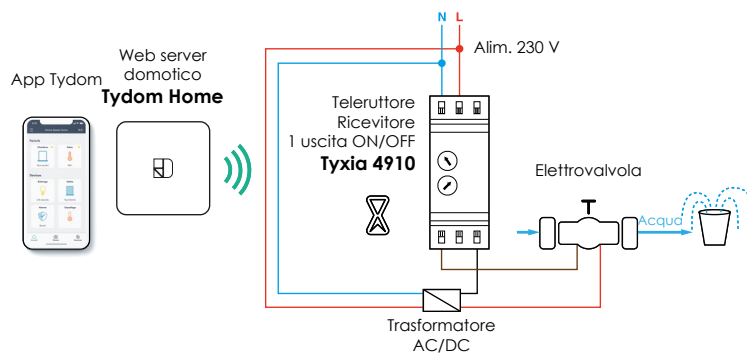 N L
Alim. 230 V
Web server
domotico
Tydom Home
App Tydom
Teleruttore
Ricevitore
1 uscita ON/OFF
Tyxia 4910
Elettrovalvola
Acqua
Trasformatore
AC/DC